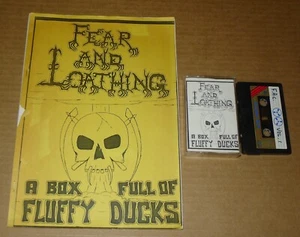 FEAR
AND
LOATHING
A BOX FULL OF
FLUFFY DUCKS
FEAR
AND
LOATHING
A BOX FULL OF
FLUFFY DUCKS